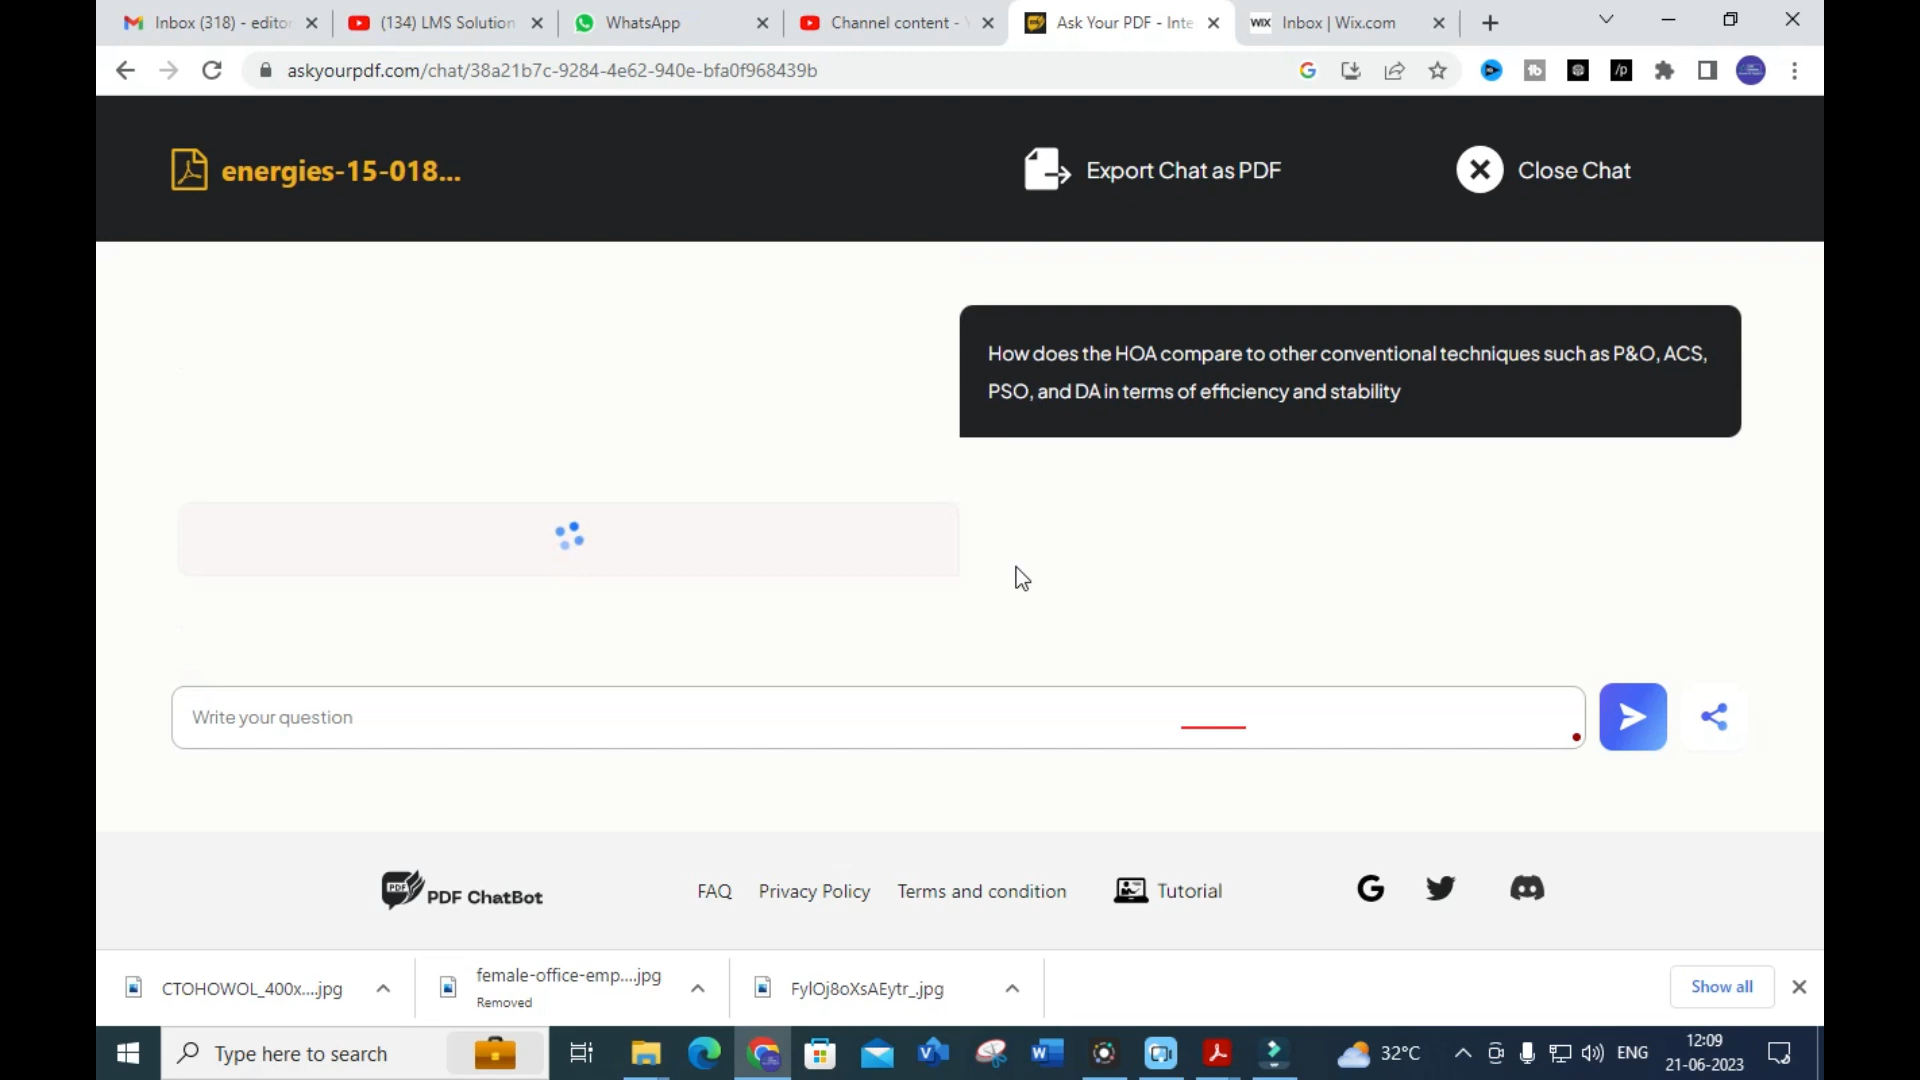 Inbox (318) - editor
(134) LMS Solution
WhatsApp
Channel content -
Ask Your PDF - Inte
WIX Inbox | Wix.com
askyourpdf.com/chat/38a21b7c-9284-4e62-940e-bfa0f968439b
energies-15-018...
Export Chat as PDF
Close Chat
How does the HOA compare to other conventional techniques such as P&O, ACS,
PSO, and DA in terms of efficiency and stability
Write your question
PDF ChatBot
FAQ
Privacy Policy
Terms and condition
Tutorial
CTOHOWOL_400x....jpg
female-office-emp....jpg
Removed
FylOj8oXsAEytr_.jpg
Show all
Type here to search
32°C
ENG
12:09
21-06-2023